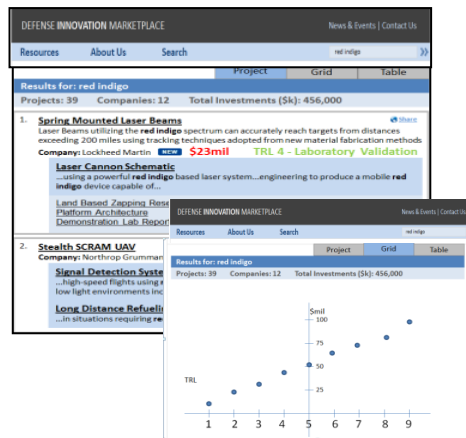 DEFENSE INNOVATION MARKETPLACE News & Events | Contact Us
Resources About Us Search red indigo
Project Grid Table
Results for: red indigo
Projects: 39 Companies: 12 Total Investments ($k): 456,000
1. Spring Mounted Laser Beams Share
Laser Beams utilizing the red indigo spectrum can accurately reach targets from distances
exceeding 200 miles using tracking techniques adopted from new material fabrication methods
Company: Lockheed Martin NEW $23mil TRL 4 - Laboratory Validation
Laser Cannon Schematic
...using a powerful red indigo based laser system...engineering to produce a mobile red
indigo device capable of...
Land Based Zapping Rese
Platform Architecture
Demonstration Lab Repor
2. Stealth SCRAM UAV
Company: Northrop Grumman
Signal Detection Syste
...high-speed flights using
low light environments inc
Long Distance Refueli
...in situations requiring re
DEFENSE INNOVATION MARKETPLACE News & Events | Contact Us
Resources About Us Search red indigo
Project Grid Table
Results for: red indigo
Projects: 39 Companies: 12 Total Investments ($k): 456,000
$mil
100
75
50
TRL
25
1 2 3 4 5 6 7 8 9